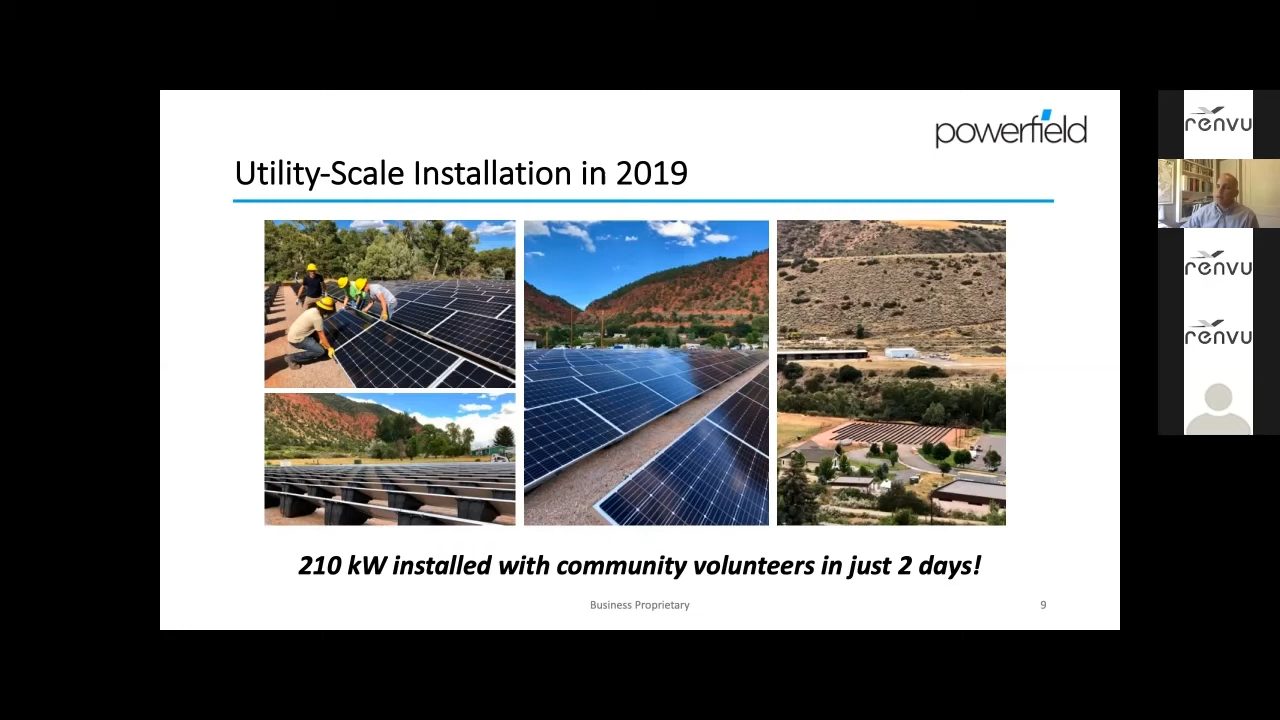 powerfield
Utility-Scale Installation in 2019
210 kW installed with community volunteers in just 2 days!
Business Proprietary
9
renvu
renvu
renvu